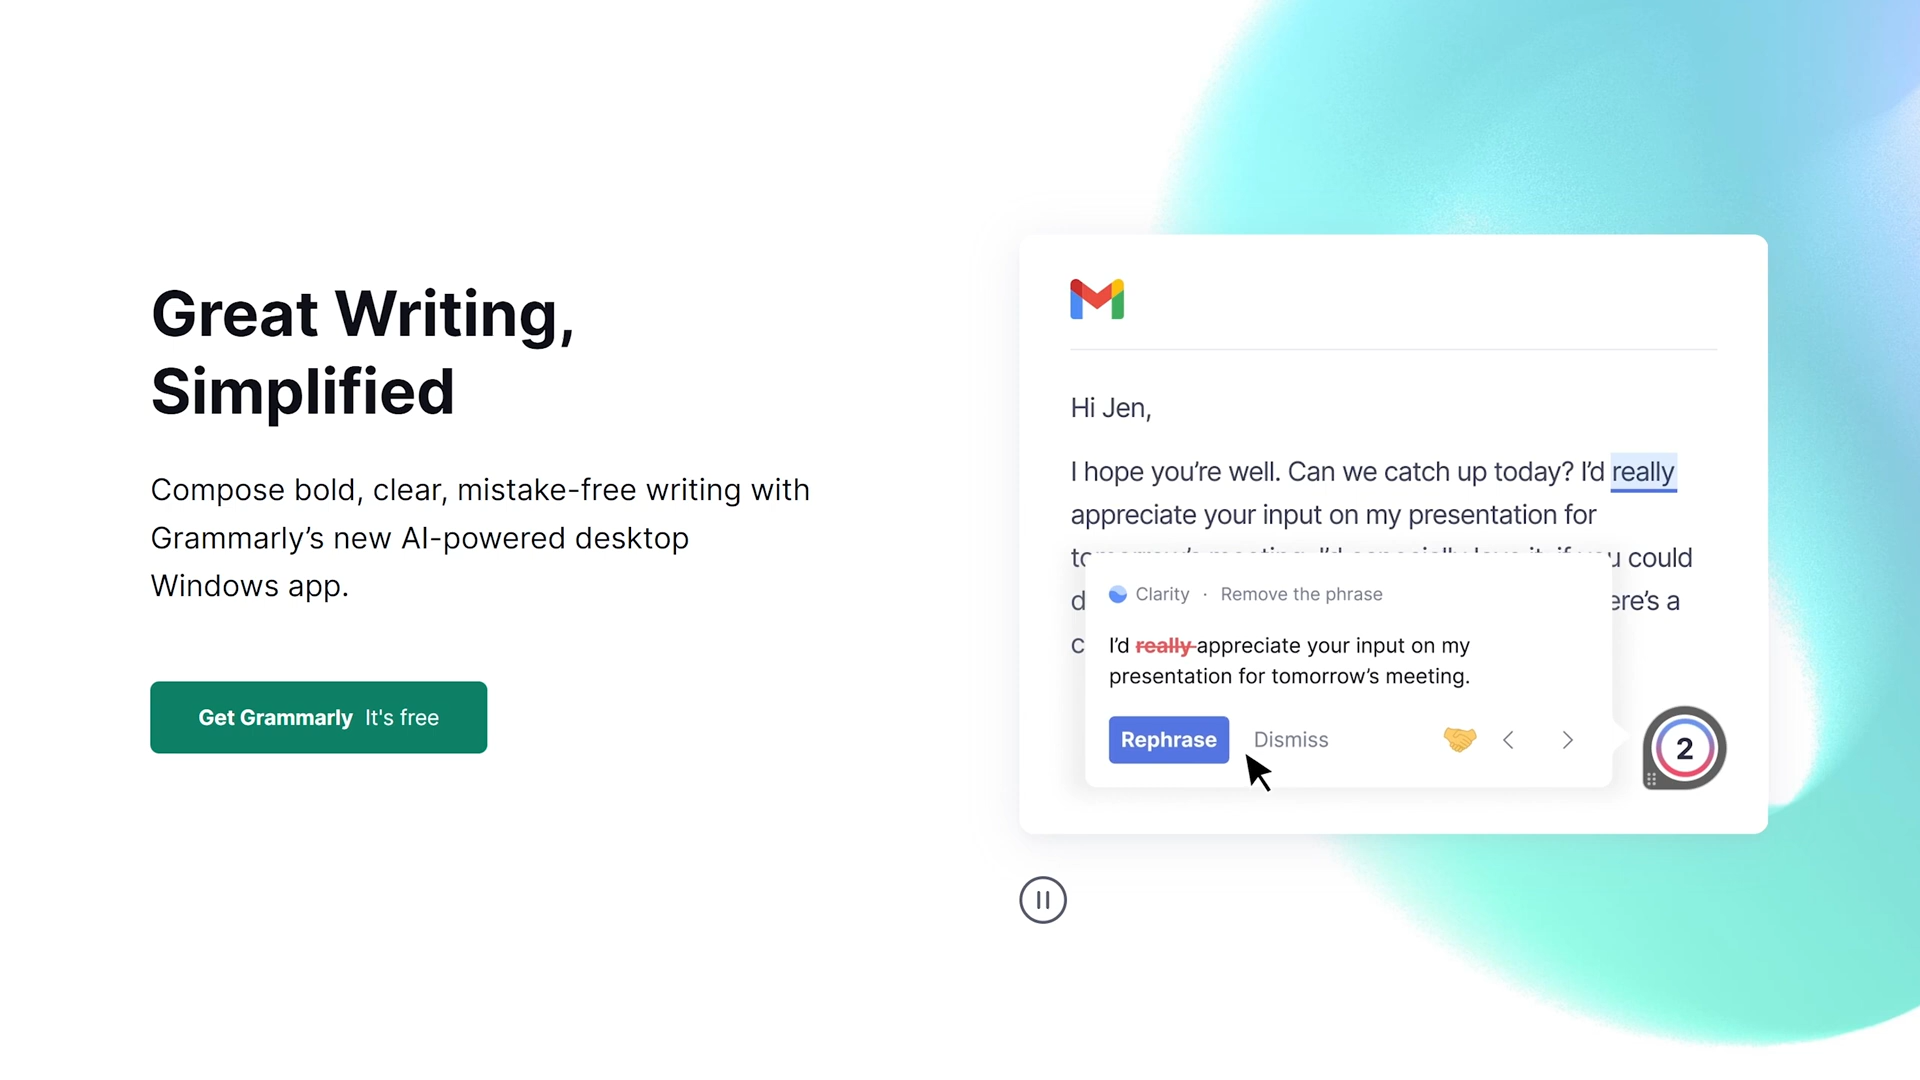 Great Writing,
Simplified
Compose bold, clear, mistake-free writing with
Grammarly’s new AI-powered desktop
Windows app.
Get Grammarly It's free
Hi Jen,
I hope you’re well. Can we catch up today? I’d really
appreciate your input on my presentation for
could
a
Clarity · Remove the phrase
I’d really appreciate your input on my
presentation for tomorrow’s meeting.
Rephrase Dismiss
2